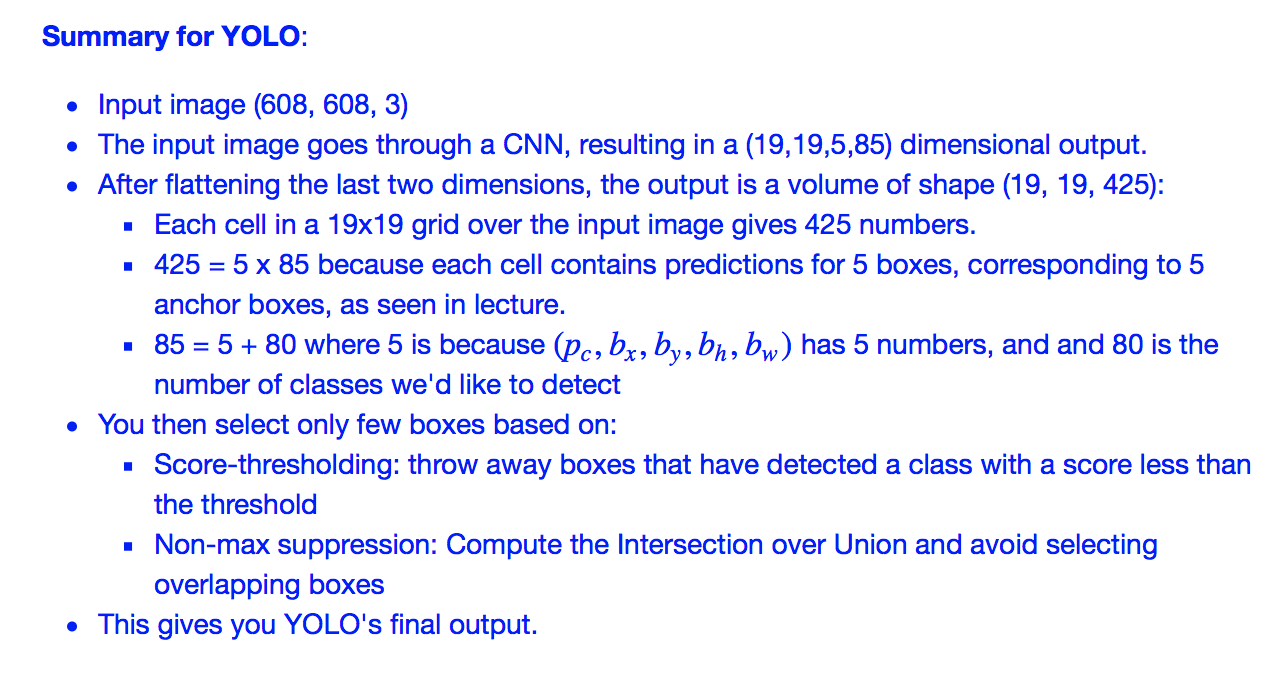 Summary for YOLO:
• Input image (608, 608, 3)
• The input image goes through a CNN, resulting in a (19,19,5,85) dimensional output.
• After flattening the last two dimensions, the output is a volume of shape (19, 19, 425):
▪ Each cell in a 19x19 grid over the input image gives 425 numbers.
▪ 425 = 5 x 85 because each cell contains predictions for 5 boxes, corresponding to 5
anchor boxes, as seen in lecture.
▪ 85 = 5 + 80 where 5 is because (p_c, b_x, b_y, b_h, b_w) has 5 numbers, and and 80 is the
number of classes we'd like to detect
• You then select only few boxes based on:
▪ Score-thresholding: throw away boxes that have detected a class with a score less than
the threshold
▪ Non-max suppression: Compute the Intersection over Union and avoid selecting
overlapping boxes
• This gives you YOLO's final output.